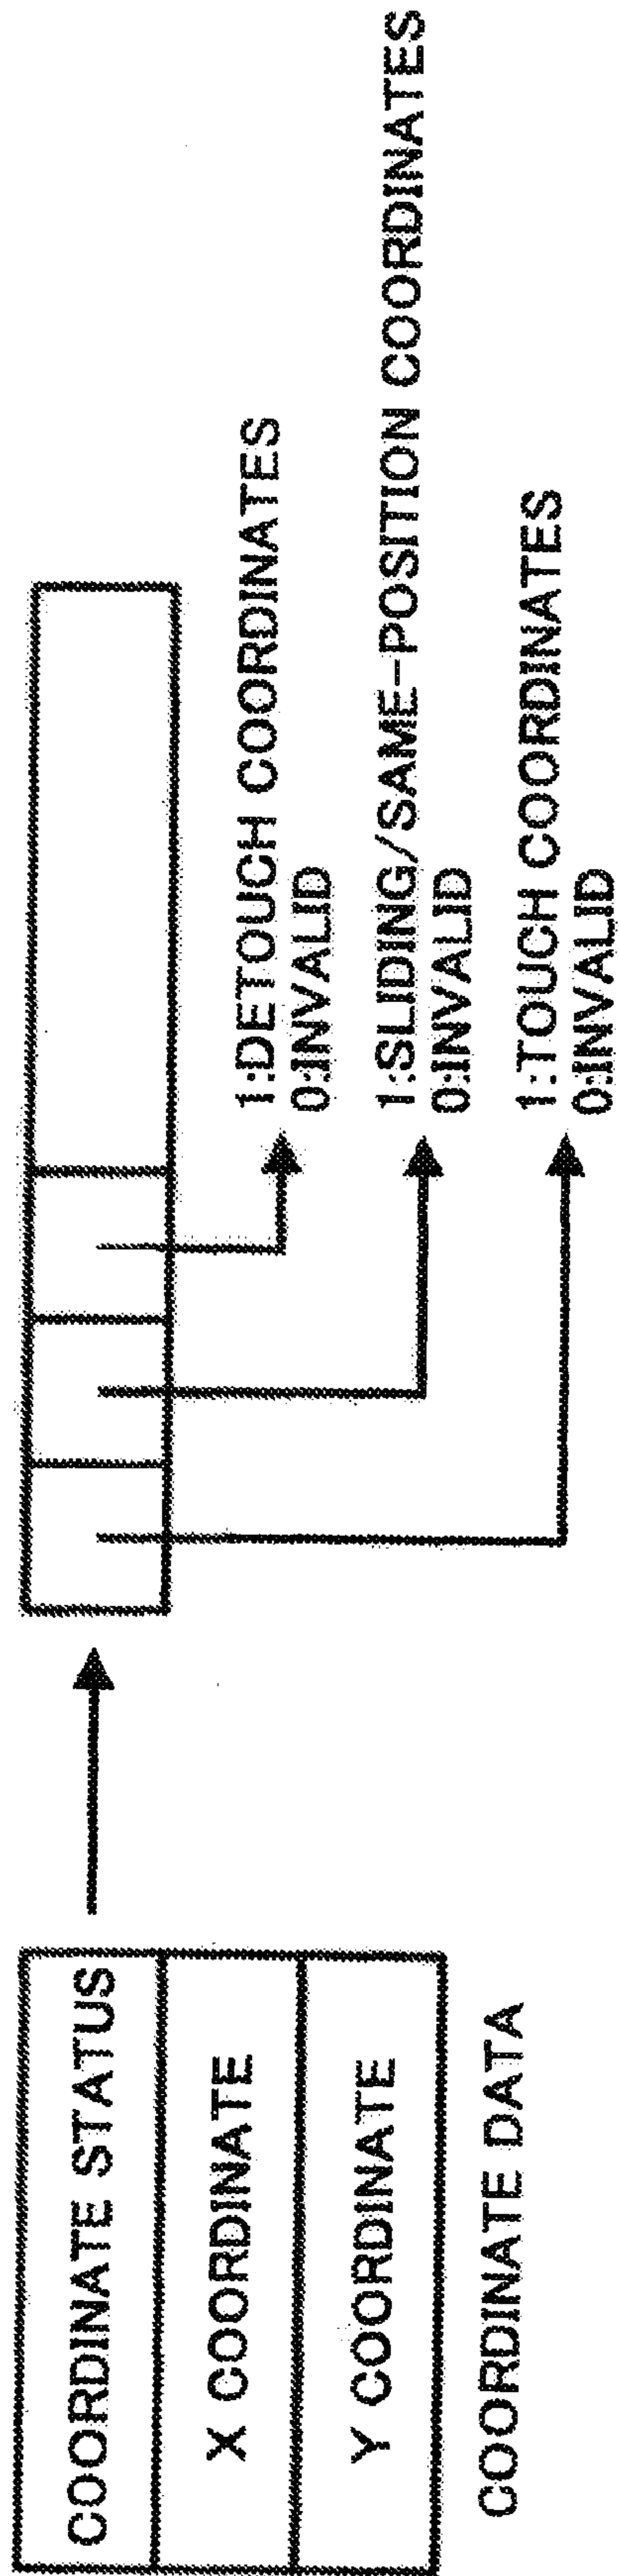 COORDINATE STATUS
X COORDINATE
Y COORDINATE
COORDINATE DATA
1:DETOUCH COORDINATES
0:INVALID
1:SLIDING/SAME-POSITION COORDINATES
0:INVALID
1:TOUCH COORDINATES
0:INVALID